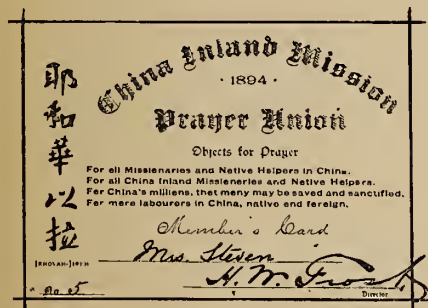 China Inland Mission
· 1894 ·
Prayer Union
Objects for Prayer
For all Missionaries and Native Helpers in China.
For all China Inland Missionaries and Native Helpers.
For China's millions, that many may be saved and sanctified.
For more labourers in China, native and foreign.
Member's Card
Mrs. Steven
H. W. Frost
Director
耶和華以拉
JEHOVAH-JIREH
No.